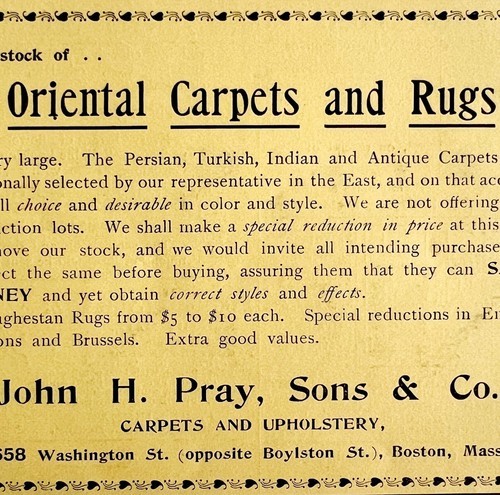 stock of . .
Oriental Carpets and Rugs
ry large. The Persian, Turkish, Indian and Antique Carpets
onally selected by our representative in the East, and on that acc
ll choice and desirable in color and style. We are not offering
ction lots. We shall make a special reduction in price at this
nove our stock, and we would invite all intending purchase
ect the same before buying, assuring them that they can S
NEY and yet obtain correct styles and effects.
aghestan Rugs from $5 to $10 each. Special reductions in En
ons and Brussels. Extra good values.
John H. Pray, Sons & Co.
CARPETS AND UPHOLSTERY,
658 Washington St. (opposite Boylston St.), Boston, Mass